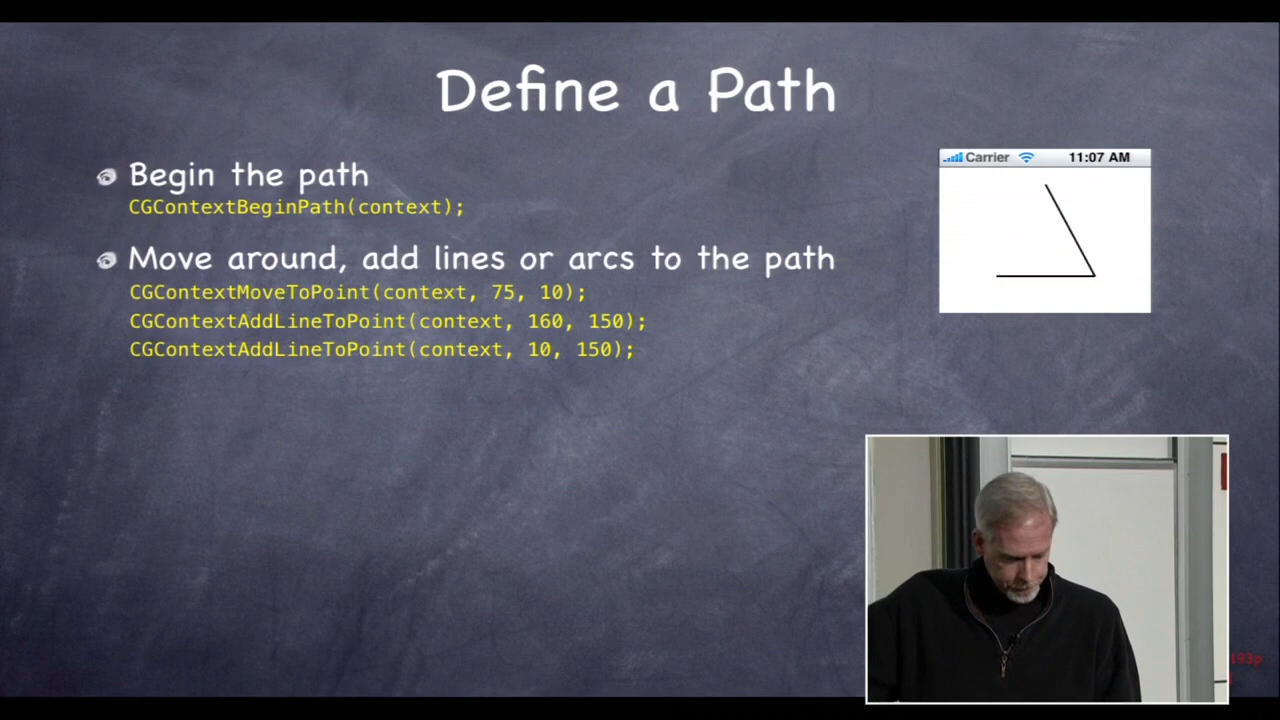 Define a Path
Begin the path
CGContextBeginPath(context);
Move around, add lines or arcs to the path
CGContextMoveToPoint(context, 75, 10);
CGContextAddLineToPoint(context, 160, 150);
CGContextAddLineToPoint(context, 10, 150);
Carrier 11:07 AM
193p